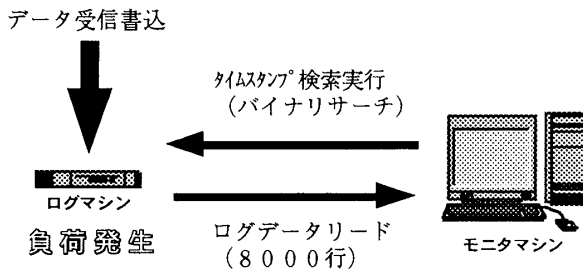 データ受信書込
ﾀｲﾑｽﾀﾝﾌﾟ検索実行
（バイナリサーチ）
ログマシン
負荷発生
ログデータリード
（８０００行）
モニタマシン